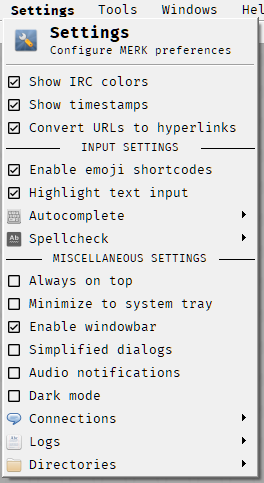 Settings Tools Windows Hel
Settings
Configure MERK preferences
Show IRC colors
Show timestamps
Convert URLs to hyperlinks
INPUT SETTINGS
Enable emoji shortcodes
Highlight text input
Autocomplete
Ab Spellcheck
MISCELLANEOUS SETTINGS
Always on top
Minimize to system tray
Enable windowbar
Simplified dialogs
Audio notifications
Dark mode
Connections
Logs
Directories